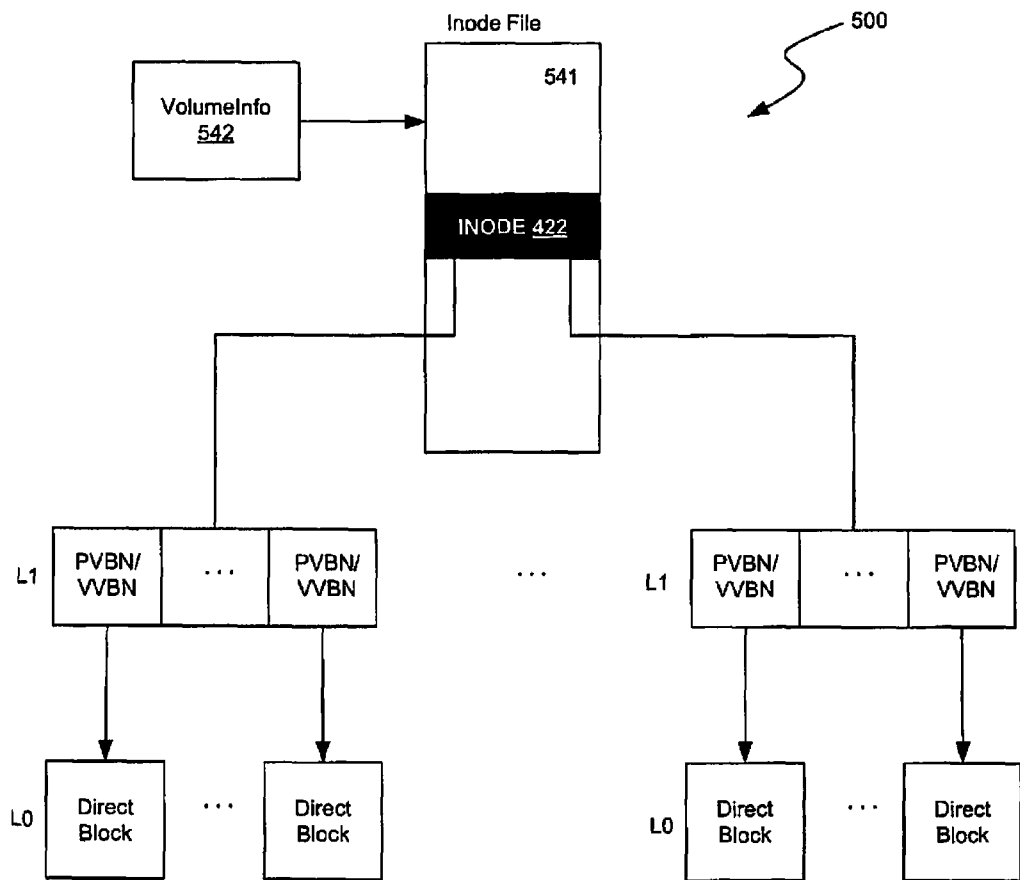 Inode File
500
541
VolumeInfo
542
INODE 422
L1
PVBN/
VVBN
...
PVBN/
VVBN
...
L1
PVBN/
VVBN
...
PVBN/
VVBN
L0
Direct
Block
...
Direct
Block
L0
Direct
Block
...
Direct
Block